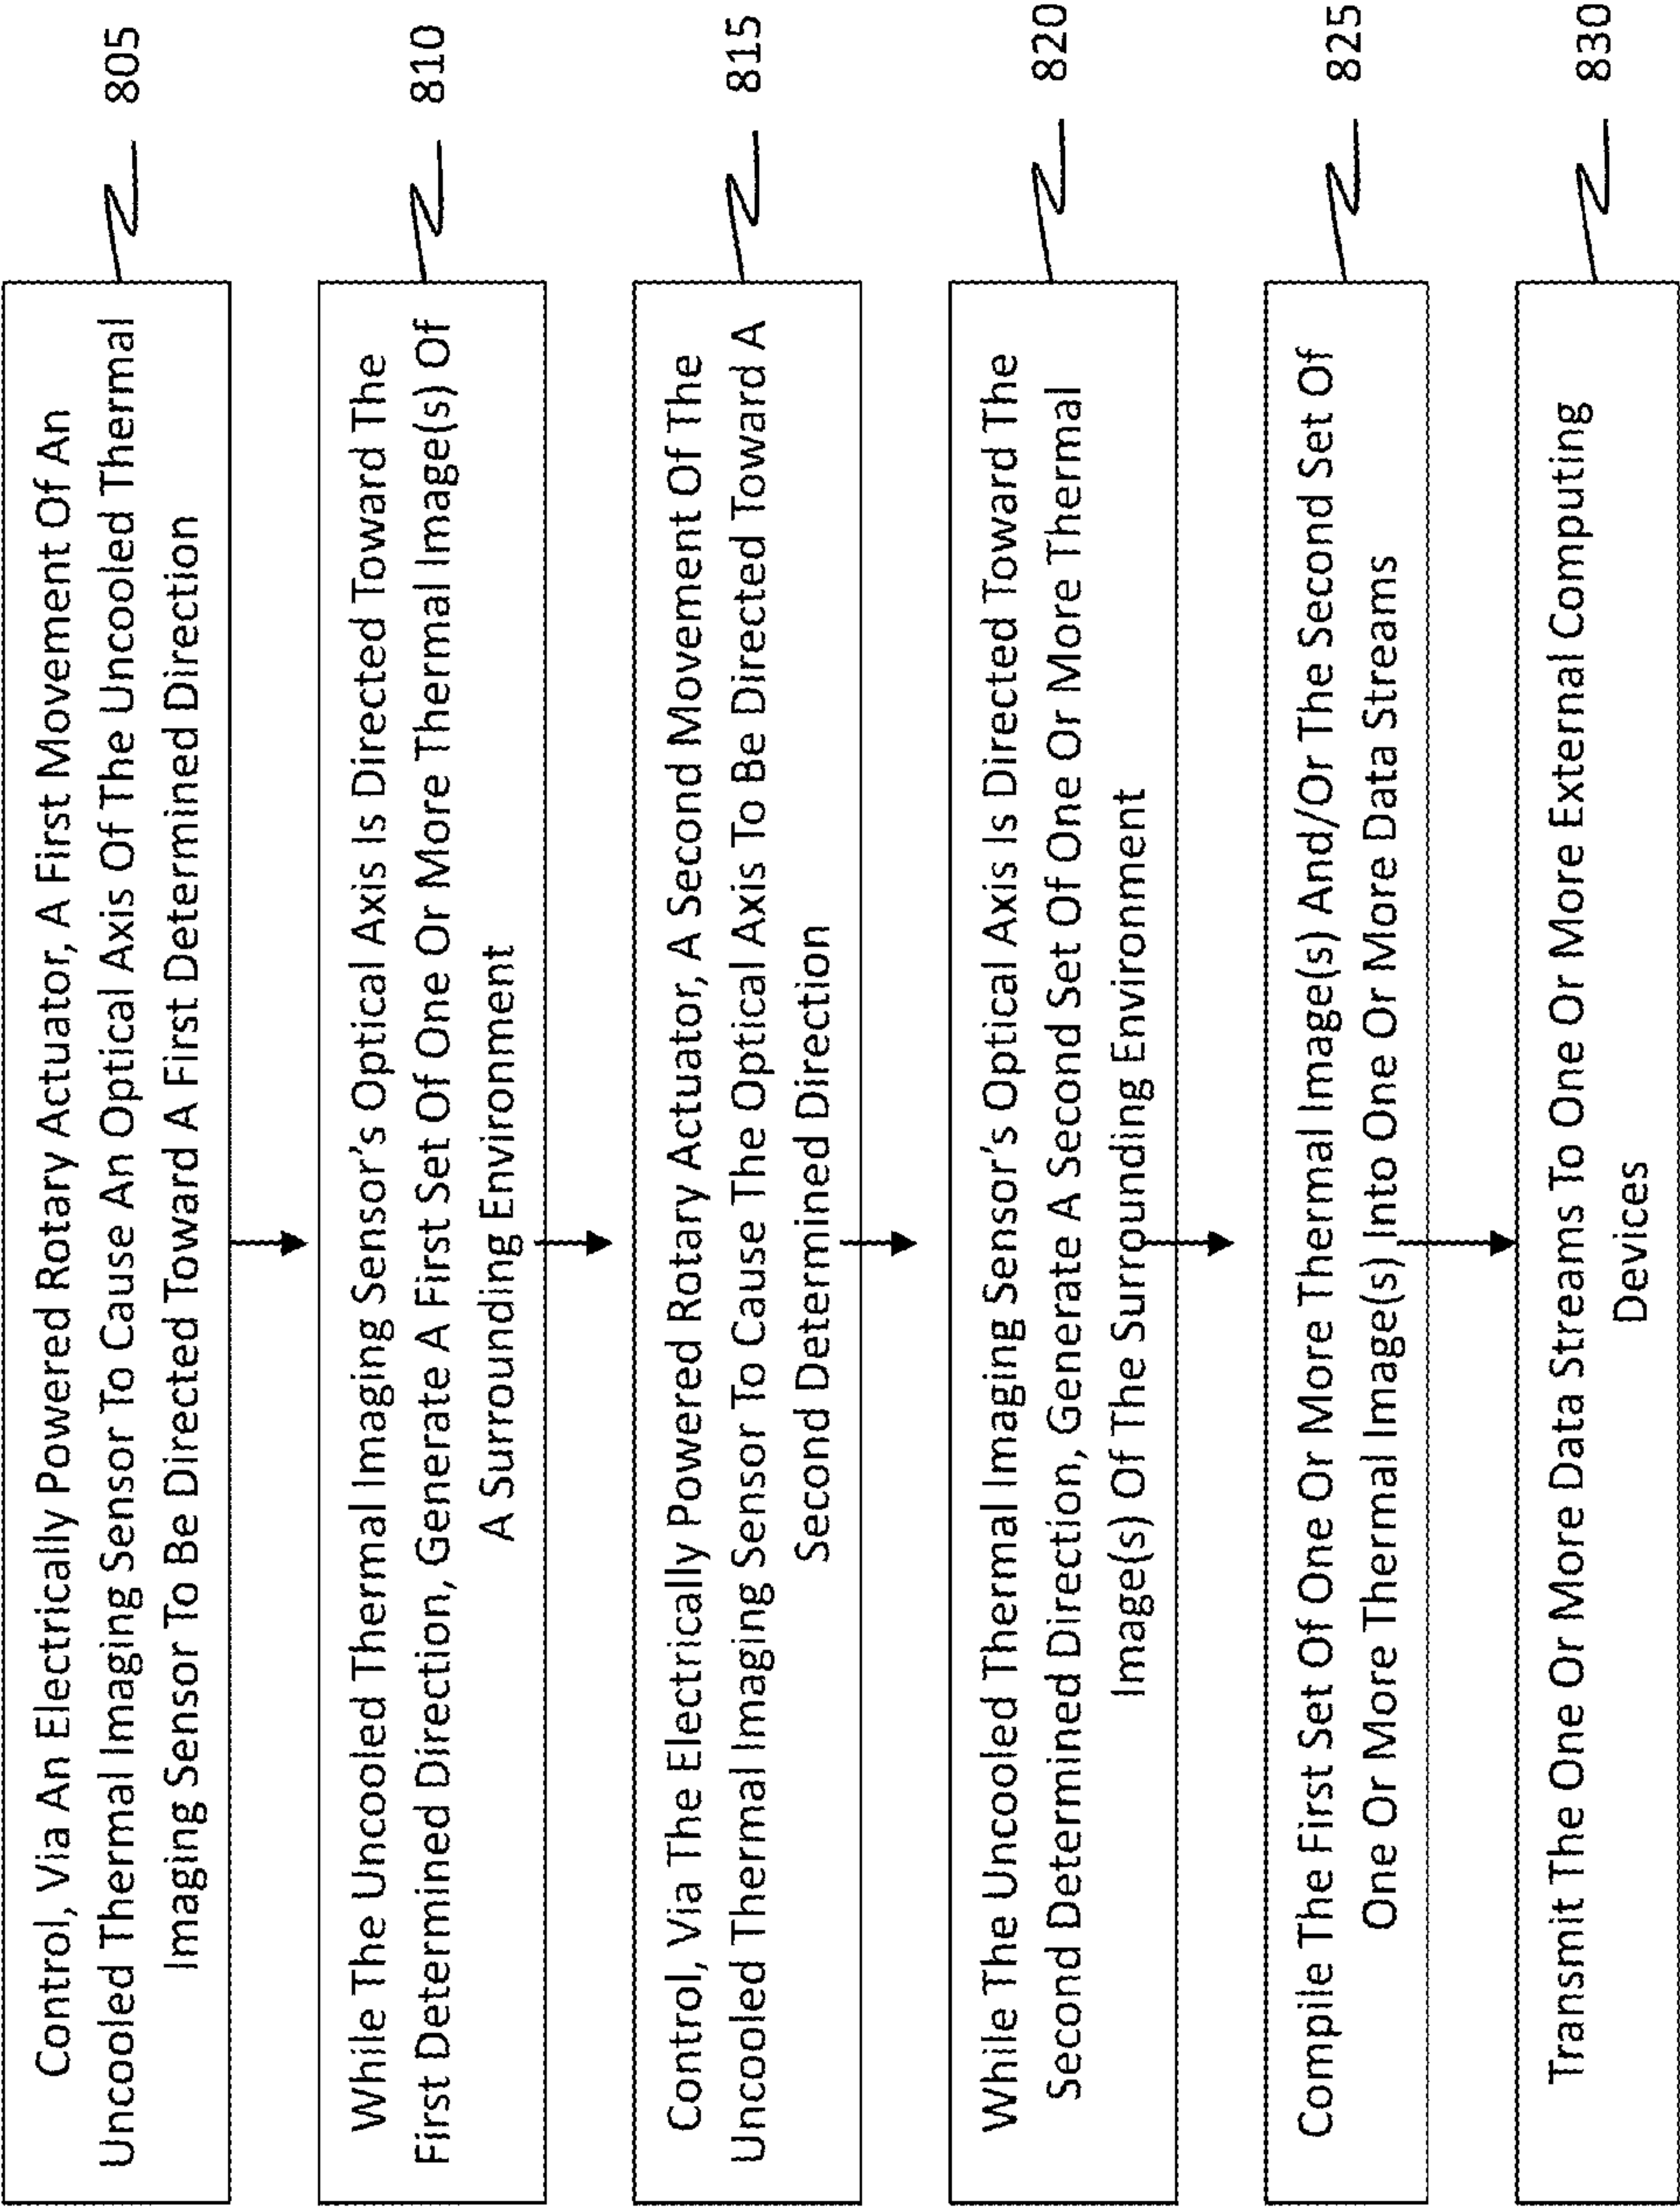 Control, Via An Electrically Powered Rotary Actuator, A First Movement Of An
Uncooled Thermal Imaging Sensor To Cause An Optical Axis Of The Uncooled Thermal
Imaging Sensor To Be Directed Toward A First Determined Direction
805
While The Uncooled Thermal Imaging Sensor's Optical Axis Is Directed Toward The
First Determined Direction, Generate A First Set Of One Or More Thermal Image(s) Of
A Surrounding Environment
810
Control, Via The Electrically Powered Rotary Actuator, A Second Movement Of The
Uncooled Thermal Imaging Sensor To Cause The Optical Axis To Be Directed Toward A
Second Determined Direction
815
While The Uncooled Thermal Imaging Sensor's Optical Axis Is Directed Toward The
Second Determined Direction, Generate A Second Set Of One Or More Thermal
Image(s) Of The Surrounding Environment
820
Compile The First Set Of One Or More Thermal Image(s) And/Or The Second Set Of
One Or More Thermal Image(s) Into One Or More Data Streams
825
Transmit The One Or More Data Streams To One Or More External Computing
Devices
830